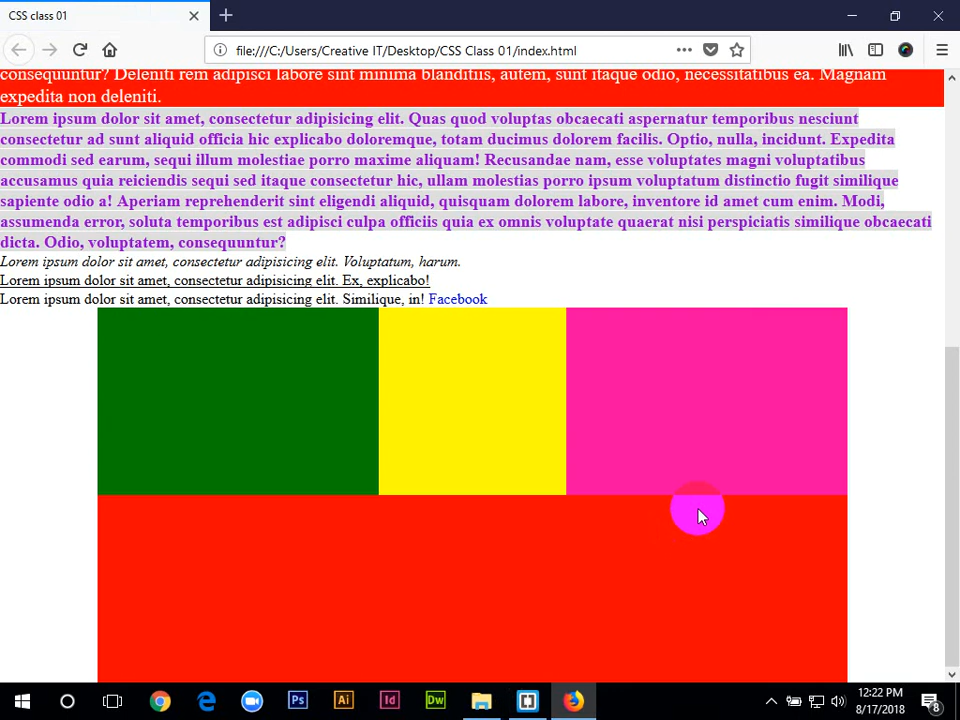 CSS class 01
file:///C:/Users/Creative IT/Desktop/CSS Class 01/index.html
consequuntur? Deleniti rem adipisci labore sint minima blanditiis, autem, sunt itaque odio, necessitatibus ea. Magnam
expedita non deleniti.
Lorem ipsum dolor sit amet, consectetur adipisicing elit. Quas quod voluptas obcaecati aspernatur temporibus nesciunt
consectetur ad sunt aliquid officia hic explicabo doloremque, totam ducimus dolorem facilis. Optio, nulla, incidunt. Expedita
commodi sed earum, sequi illum molestiae porro maxime aliquam! Recusandae nam, esse voluptates magni voluptatibus
accusamus quia reiciendis sequi sed itaque consectetur hic, ullam molestias porro ipsum voluptatum distinctio fugit similique
sapiente odio a! Aperiam reprehenderit sint eligendi aliquid, quisquam dolorem labore, inventore id amet cum enim. Modi,
assumenda error, soluta temporibus est adipisci culpa officiis quia ex omnis voluptate quaerat nisi perspiciatis similique obcaecati
dicta. Odio, voluptatem, consequuntur?
Lorem ipsum dolor sit amet, consectetur adipisicing elit. Voluptatum, harum.
Lorem ipsum dolor sit amet, consectetur adipisicing elit. Ex, explicabo!
Lorem ipsum dolor sit amet, consectetur adipisicing elit. Similique, in! Facebook
Ps
Ai
Id
Dw
12:22 PM
8/17/2018
8